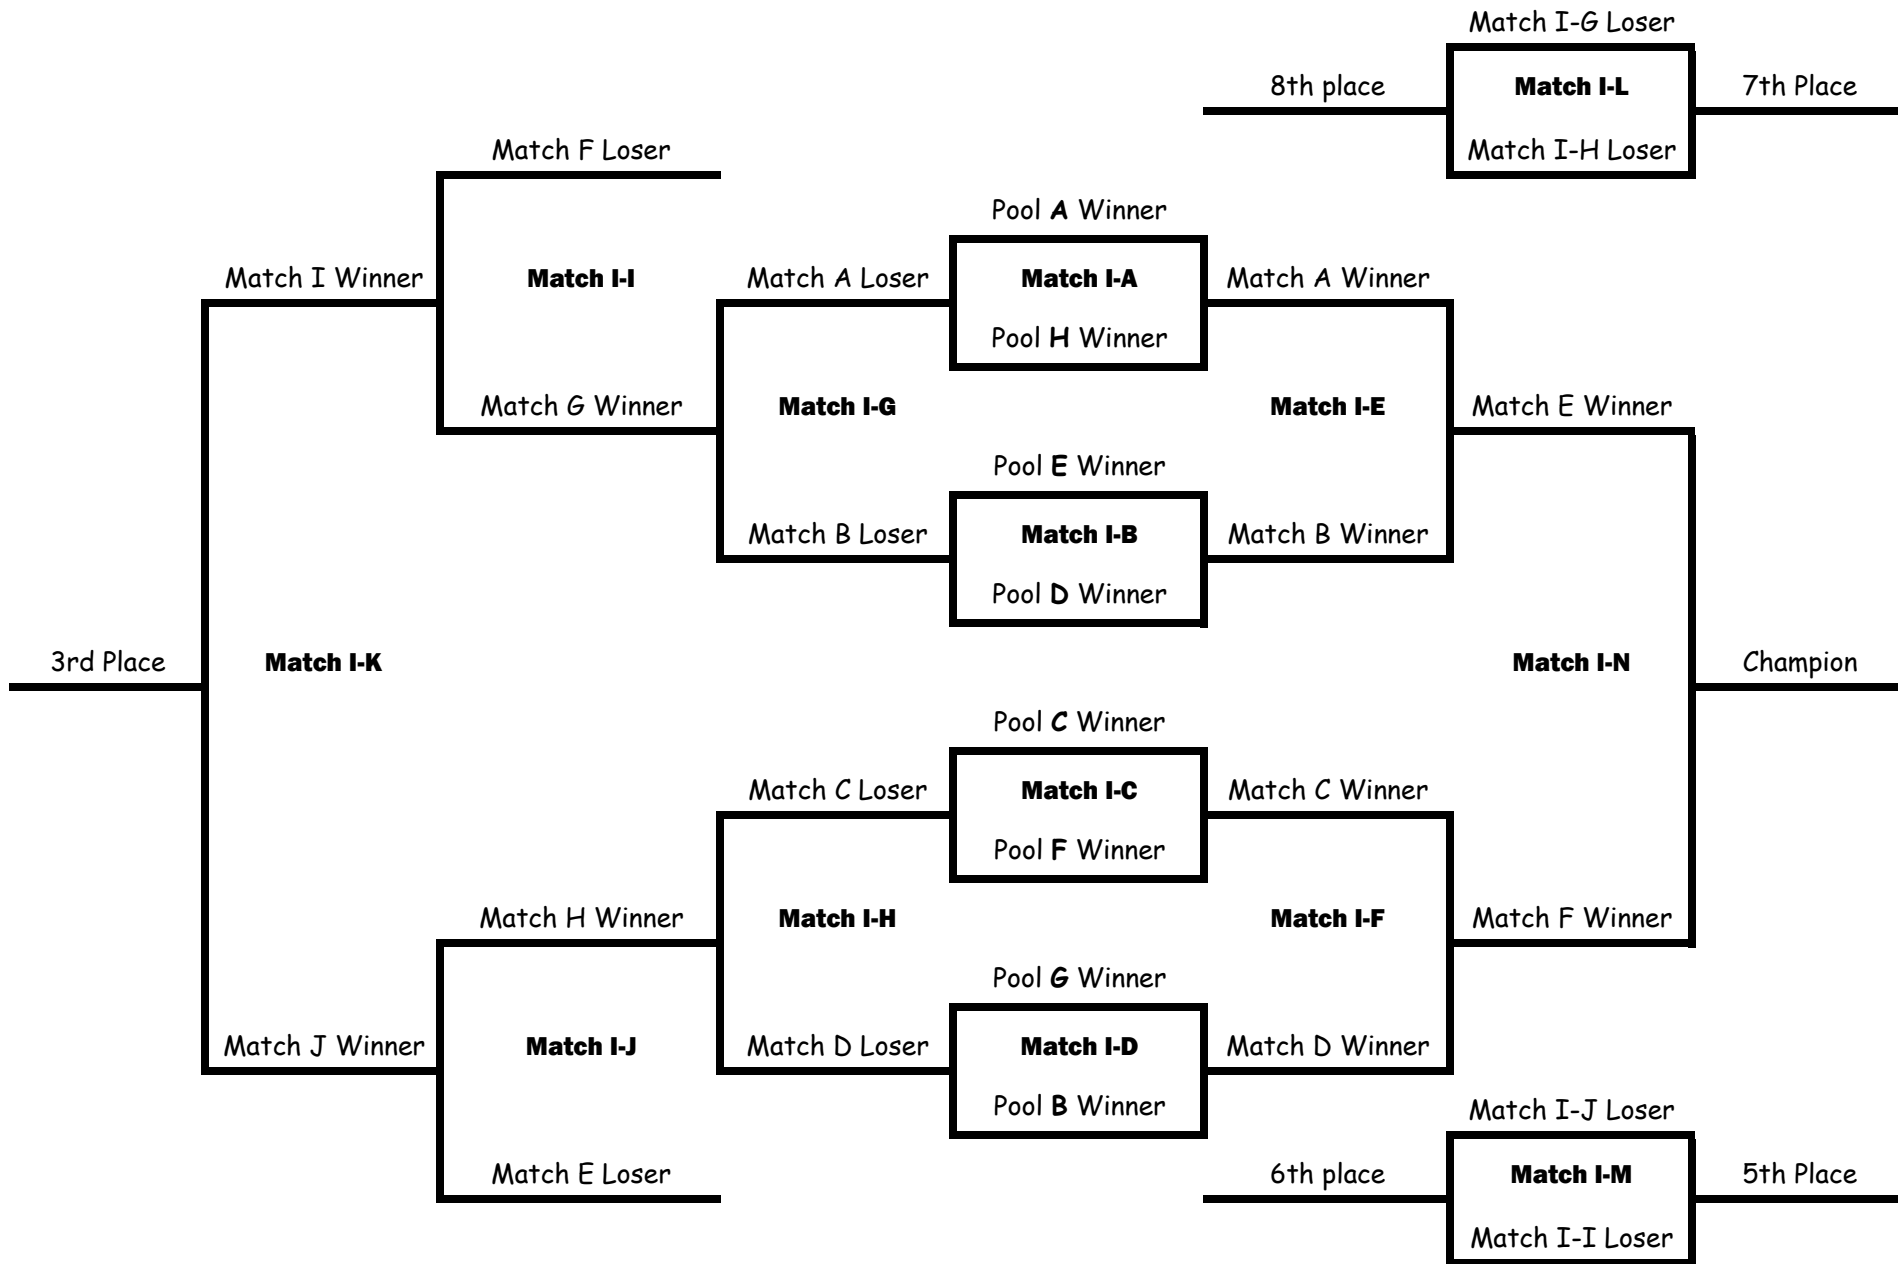 Match I-G Loser
8th place
Match I-L
7th Place
Match F Loser
Match I-H Loser
Pool A Winner
Match I Winner
Match I-I
Match A Loser
Match I-A
Match A Winner
Pool H Winner
Match G Winner
Match I-G
Match I-E
Match E Winner
Pool E Winner
Match B Loser
Match I-B
Match B Winner
Pool D Winner
3rd Place
Match I-K
Match I-N
Champion
Pool C Winner
Match C Loser
Match I-C
Match C Winner
Pool F Winner
Match H Winner
Match I-H
Match I-F
Match F Winner
Pool G Winner
Match J Winner
Match I-J
Match D Loser
Match I-D
Match D Winner
Pool B Winner
Match I-J Loser
Match E Loser
6th place
Match I-M
5th Place
Match I-I Loser